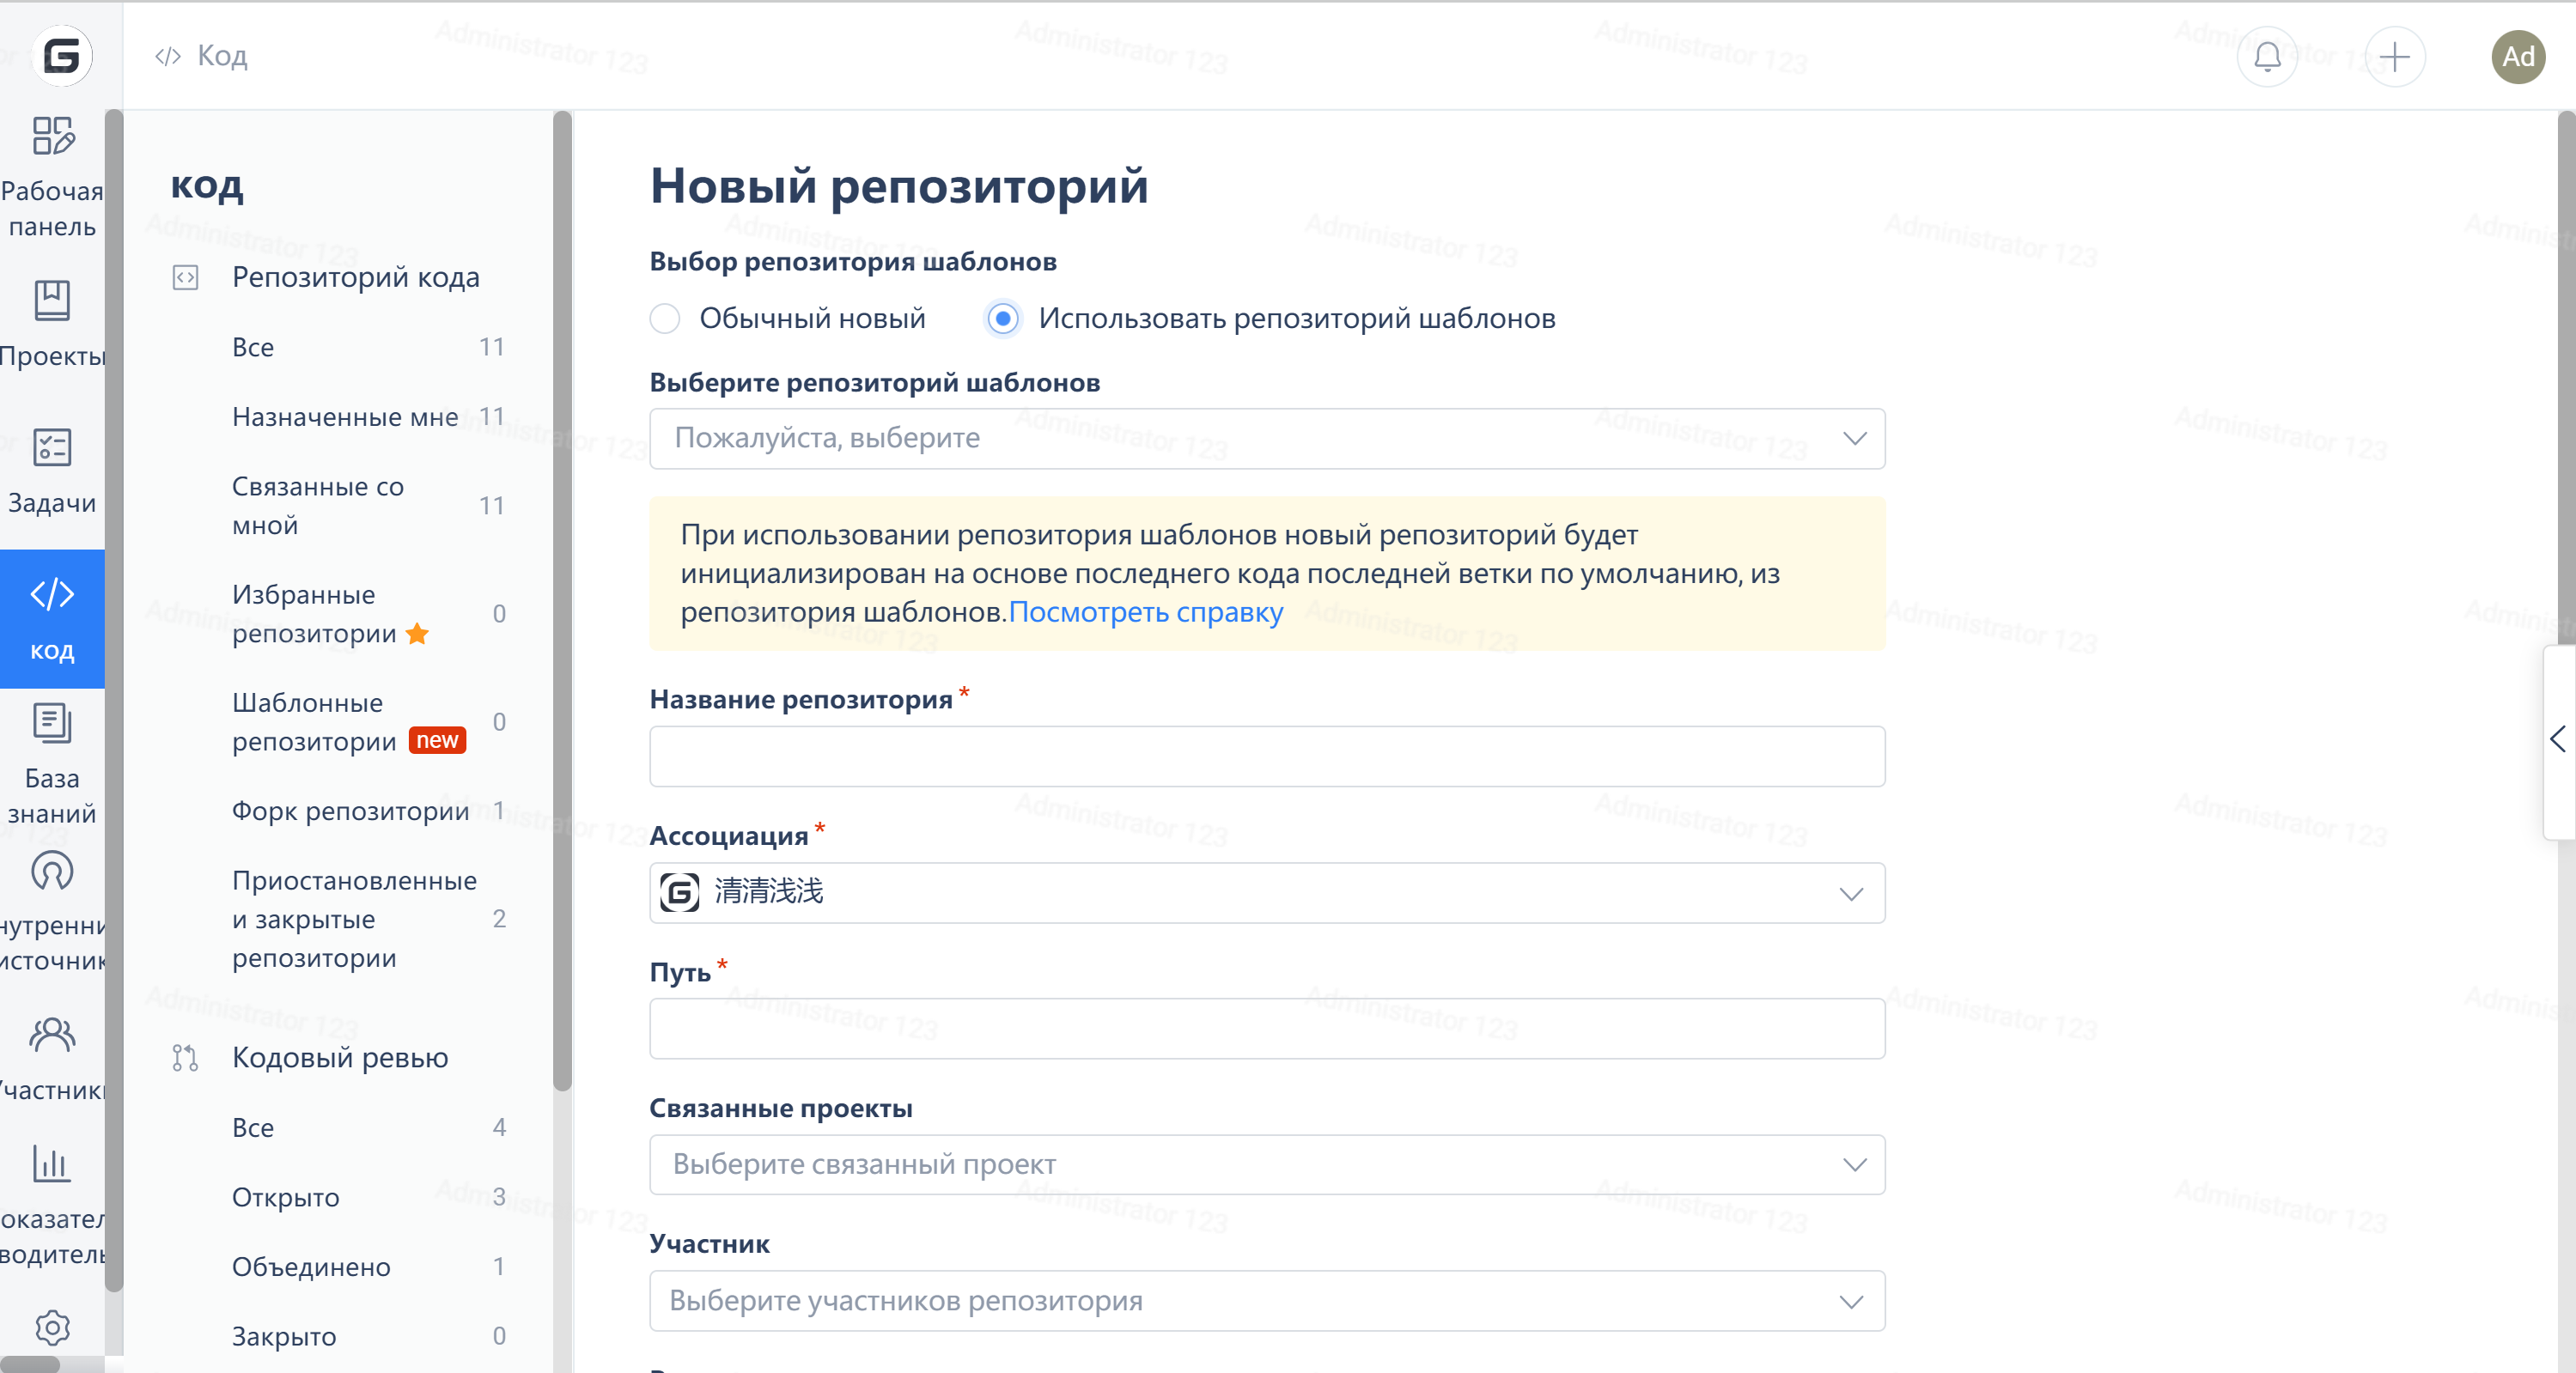 Код
Ad
Рабочая
панель
Проекты
Задачи
код
База
знаний
код
Репозиторий кода
Все 11
Назначенные мне 11
Связанные со
мной 11
Избранные
репозитории 0
Шаблонные
репозитории new 0
Форк репозитории 1
Приостановленные
и закрытые
репозитории 2
Кодовый ревью
Все 4
Открыто 3
Объединено 1
Закрыто 0
Новый репозиторий
Выбор репозитория шаблонов
Обычный новый
Использовать репозиторий шаблонов
Выберите репозиторий шаблонов
Пожалуйста, выберите
При использовании репозитория шаблонов новый репозиторий будет
инициализирован на основе последнего кода последней ветки по умолчанию, из
репозитория шаблонов.Посмотреть справку
Название репозитория *
Ассоциация *
清清浅浅
Путь *
Связанные проекты
Выберите связанный проект
Участник
Выберите участников репозитория
Administrator 123